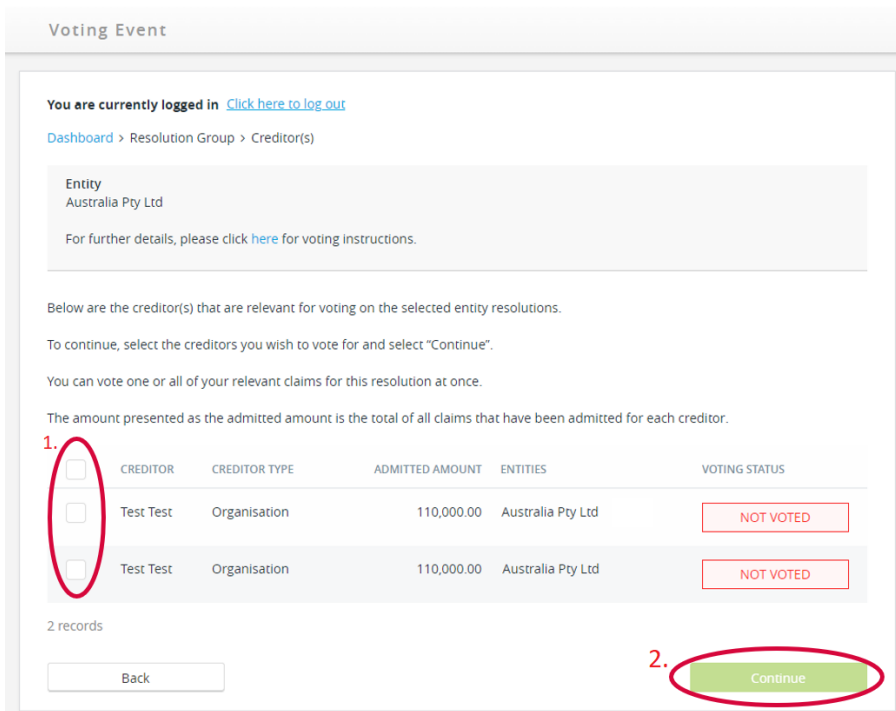 Voting Event
You are currently logged in Click here to log out
Dashboard > Resolution Group > Creditor(s)
Entity
Australia Pty Ltd
For further details, please click here for voting instructions.
Below are the creditor(s) that are relevant for voting on the selected entity resolutions.
To continue, select the creditors you wish to vote for and select “Continue”.
You can vote one or all of your relevant claims for this resolution at once.
The amount presented as the admitted amount is the total of all claims that have been admitted for each creditor.
1.
CREDITOR CREDITOR TYPE ADMITTED AMOUNT ENTITIES VOTING STATUS
Test Test Organisation 110,000.00 Australia Pty Ltd NOT VOTED
Test Test Organisation 110,000.00 Australia Pty Ltd NOT VOTED
2 records
2.
Back Continue